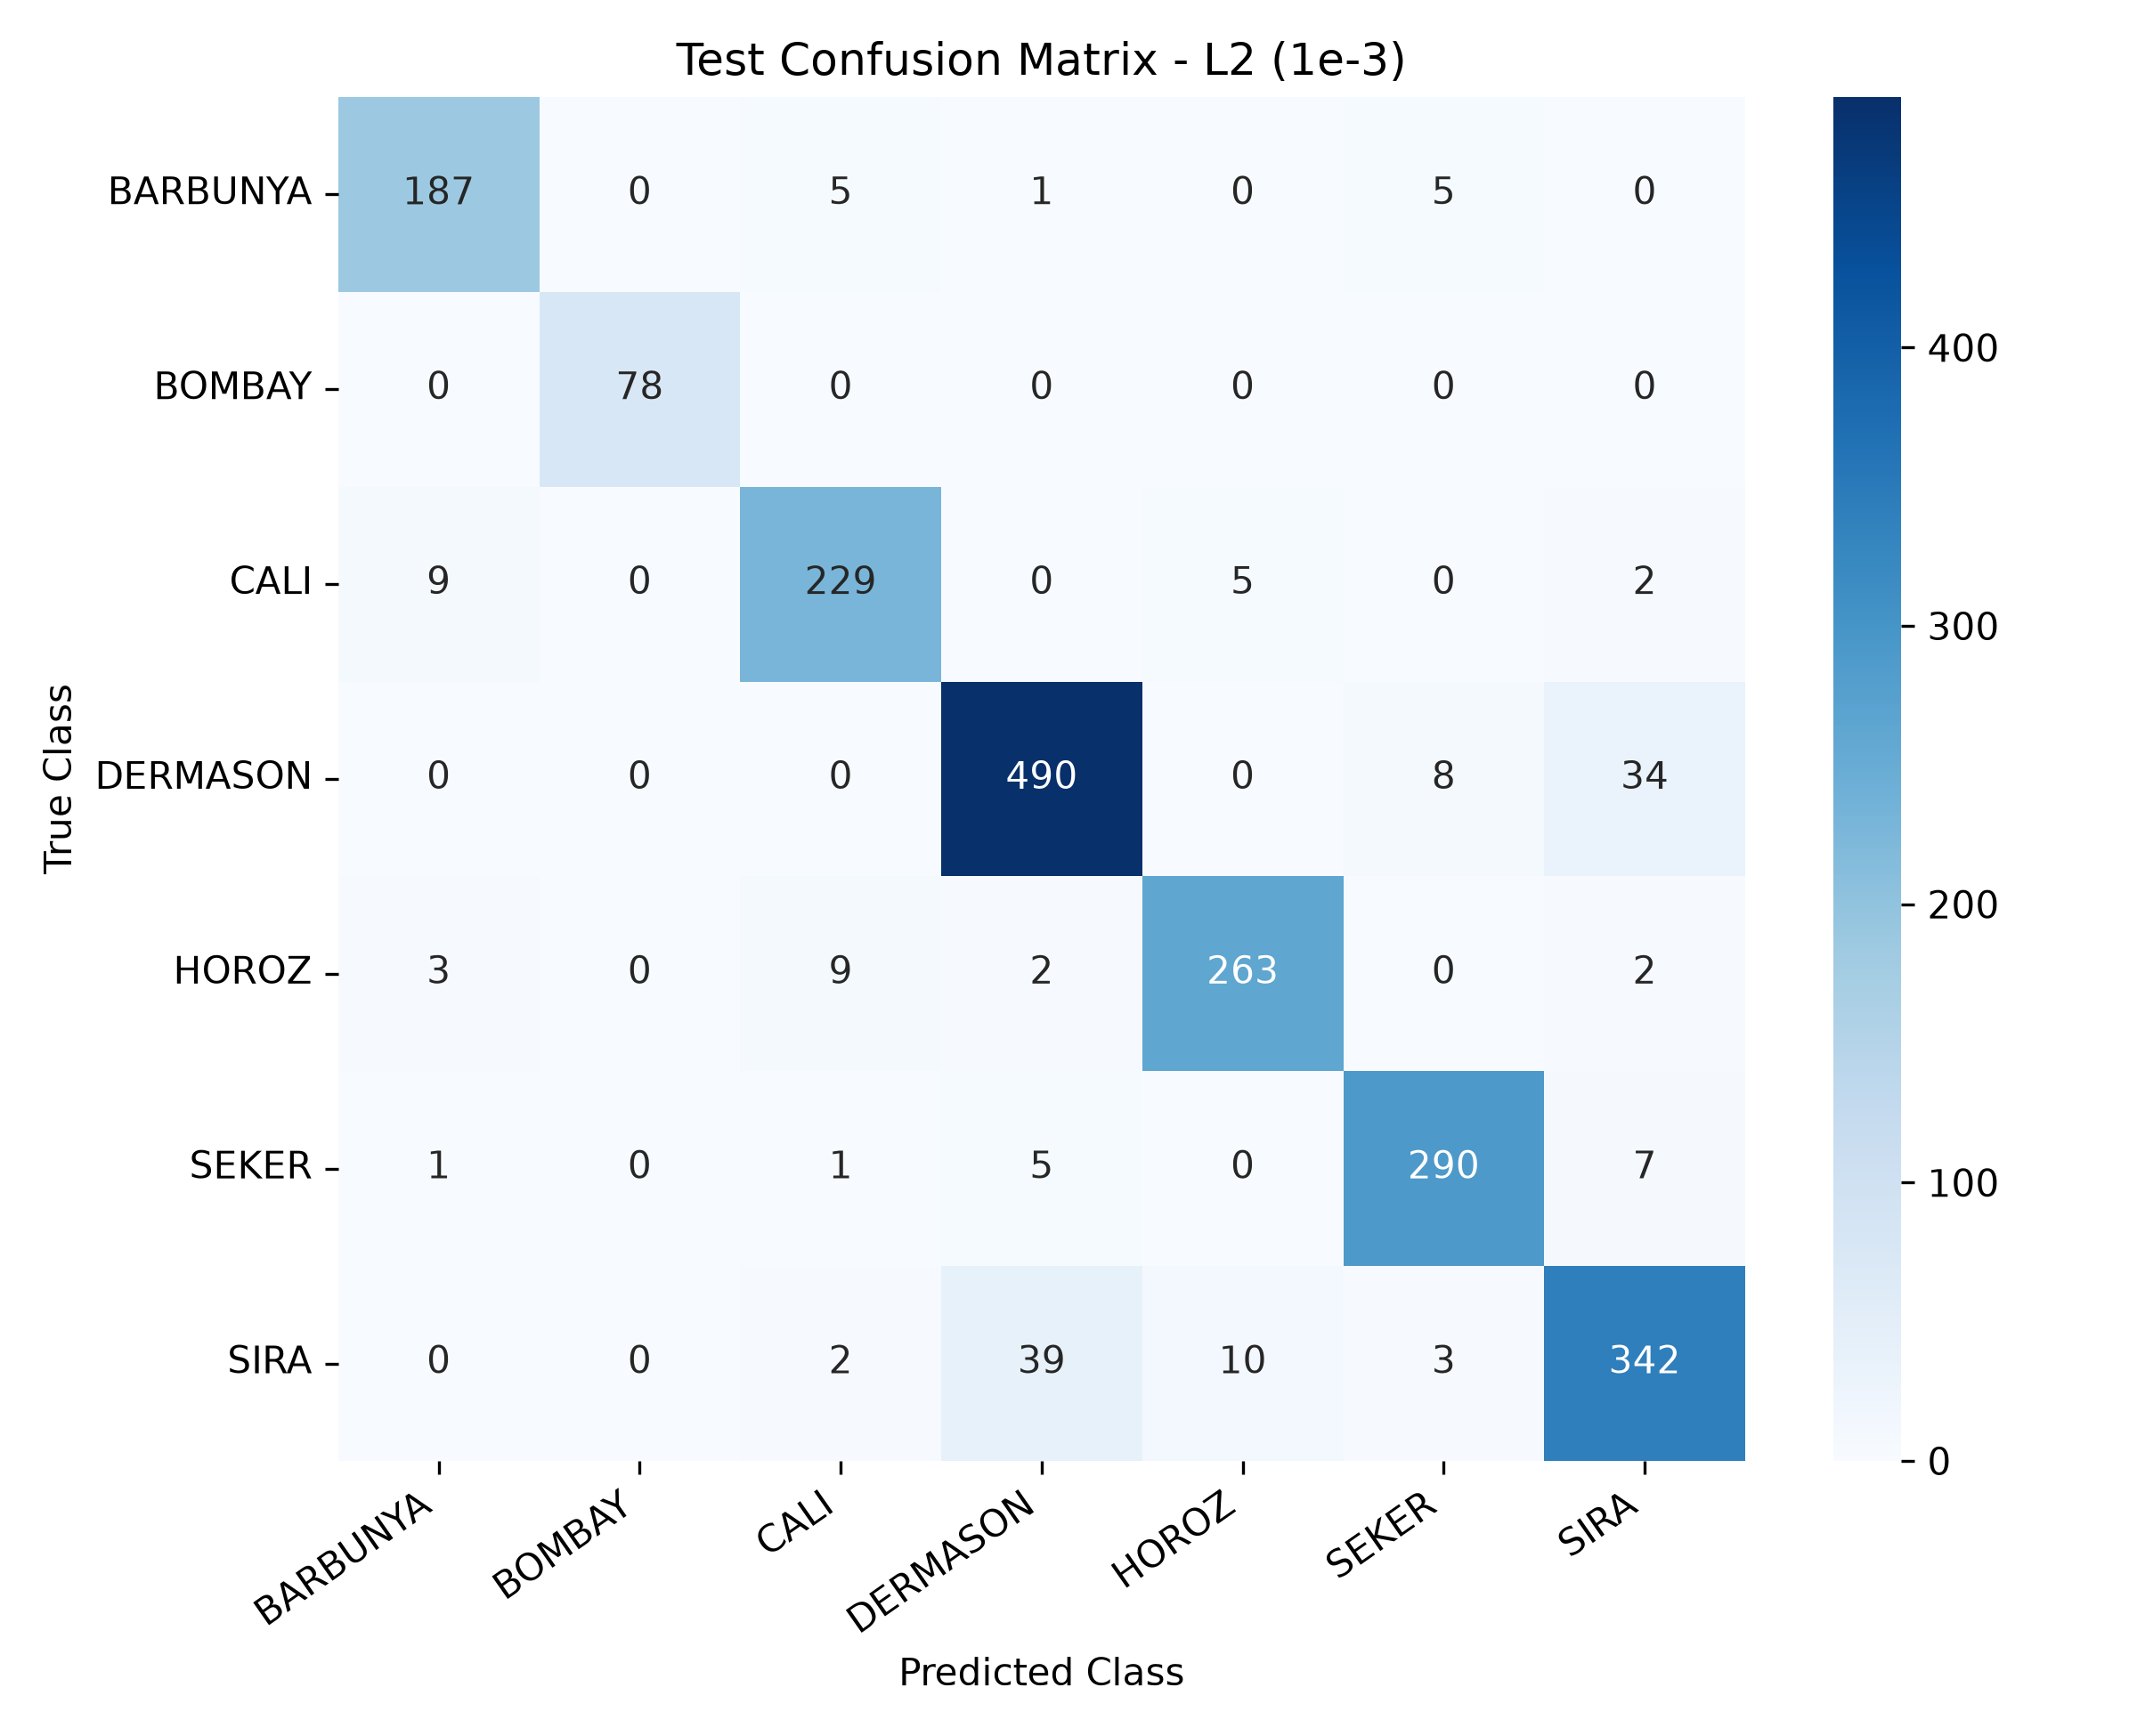 Test Confusion Matrix - L2 (1e-3)
True Class
BARBUNYA 187 0 5 1 0 5 0
BOMBAY 0 78 0 0 0 0 0
CALI 9 0 229 0 5 0 2
DERMASON 0 0 0 490 0 8 34
HOROZ 3 0 9 2 263 0 2
SEKER 1 0 1 5 0 290 7
SIRA 0 0 2 39 10 3 342
BARBUNYA BOMBAY CALI DERMASON HOROZ SEKER SIRA
Predicted Class
400
300
200
100
0